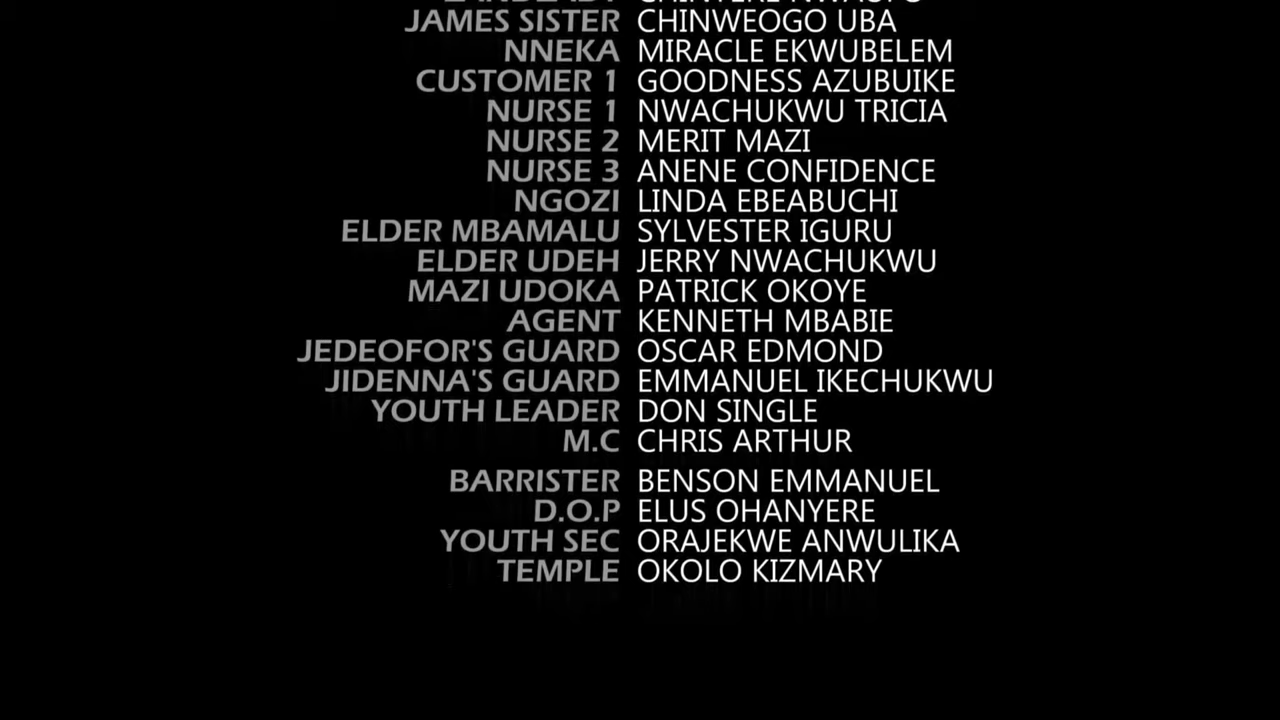 JAMES SISTER CHINWEOGO UBA
NNEKA MIRACLE EKWUBELEM
CUSTOMER 1 GOODNESS AZUBUIKE
NURSE 1 NWACHUKWU TRICIA
NURSE 2 MERIT MAZI
NURSE 3 ANENE CONFIDENCE
NGOZI LINDA EBEABUCHI
ELDER MBAMALU SYLVESTER IGURU
ELDER UDEH JERRY NWACHUKWU
MAZI UDOKA PATRICK OKOYE
AGENT KENNETH MBABIE
JEDEOFOR'S GUARD OSCAR EDMOND
JIDENNA'S GUARD EMMANUEL IKECHUKWU
YOUTH LEADER DON SINGLE
M.C CHRIS ARTHUR
BARRISTER BENSON EMMANUEL
D.O.P ELUS OHANYERE
YOUTH SEC ORAJEKWE ANWULIKA
TEMPLE OKOLO KIZMARY